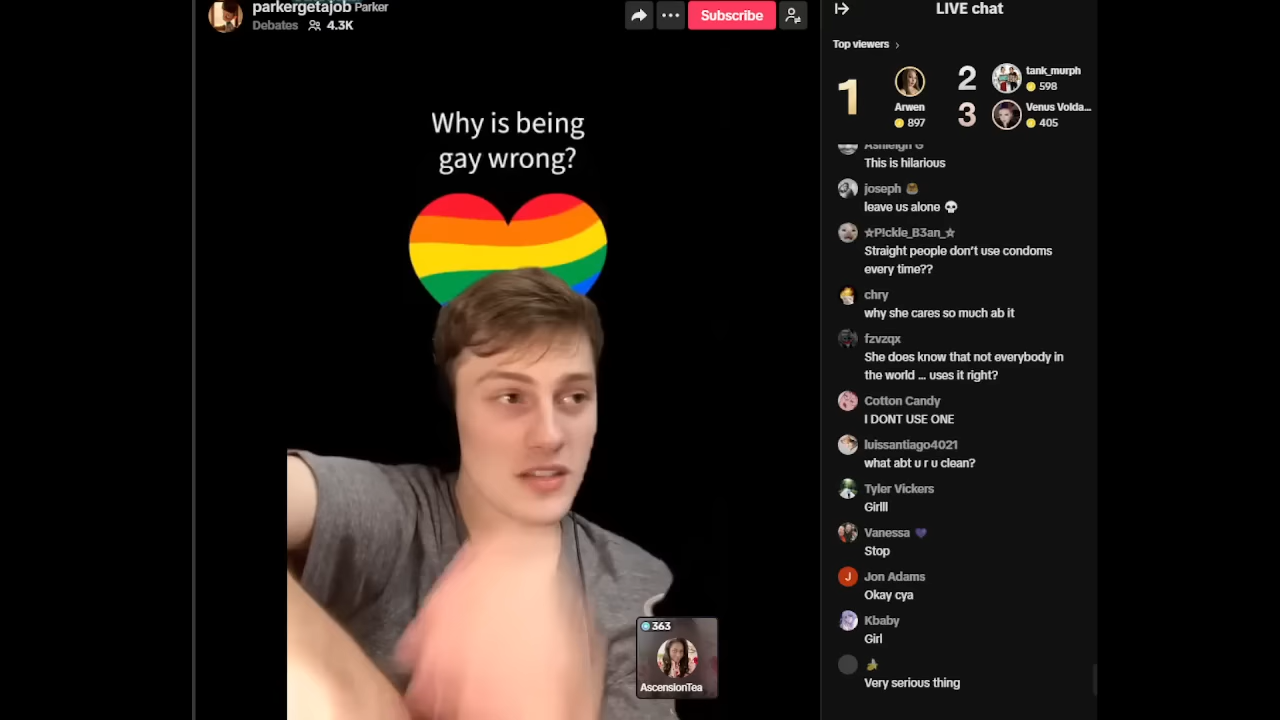 parkergetajob Parker
Debates 4.3K
Subscribe
Why is being
gay wrong?
363
AscensionTea
LIVE chat
Top viewers
1
Arwen
897
2
tank_murph
598
3
Venus Volda...
405
Ashleigh G
This is hilarious
joseph
leave us alone
☆P!ckle_B3an_☆
Straight people don't use condoms
every time??
chry
why she cares so much ab it
fzvzqx
She does know that not everybody in
the world ... uses it right?
Cotton Candy
I DONT USE ONE
luissantiago4021
what abt u r u clean?
Tyler Vickers
Girlll
Vanessa
Stop
J
Jon Adams
Okay cya
Kbaby
Girl
Very serious thing